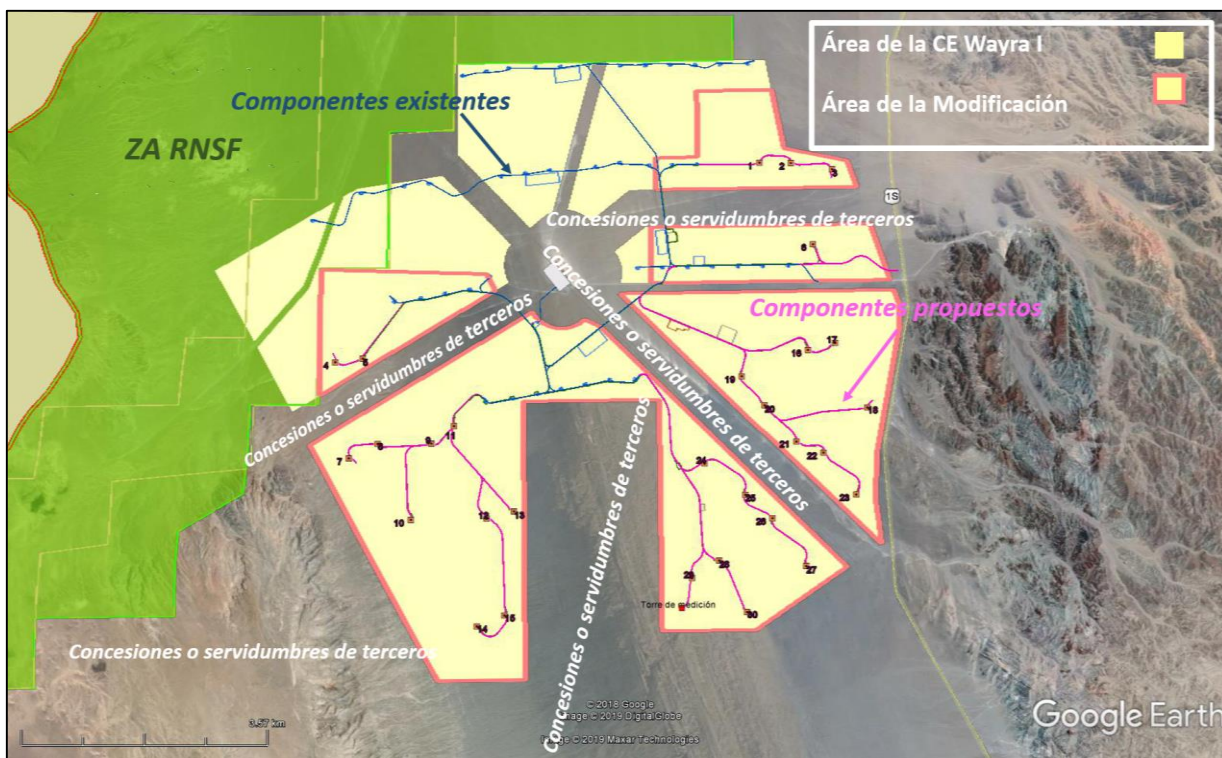 Área de la CE Wayra I
Área de la Modificación
Componentes existentes
ZA RNSF
1
2
3
1S
Concesiones o servidumbres de terceros
6
Concesiones o servidumbres de terceros
Componentes propuestos
Concesiones o servidumbres de terceros
4
5
16
17
19
20
18
21
22
23
11
9
8
7
10
12
13
24
25
26
27
28
29
30
Torre de medición
14
15
Concesiones o servidumbres de terceros
Concesiones o servidumbres de terceros
3.57 km
© 2018 Google
Image © 2019 DigitalGlobe
Image © 2019 Maxar Technologies
Google Earth